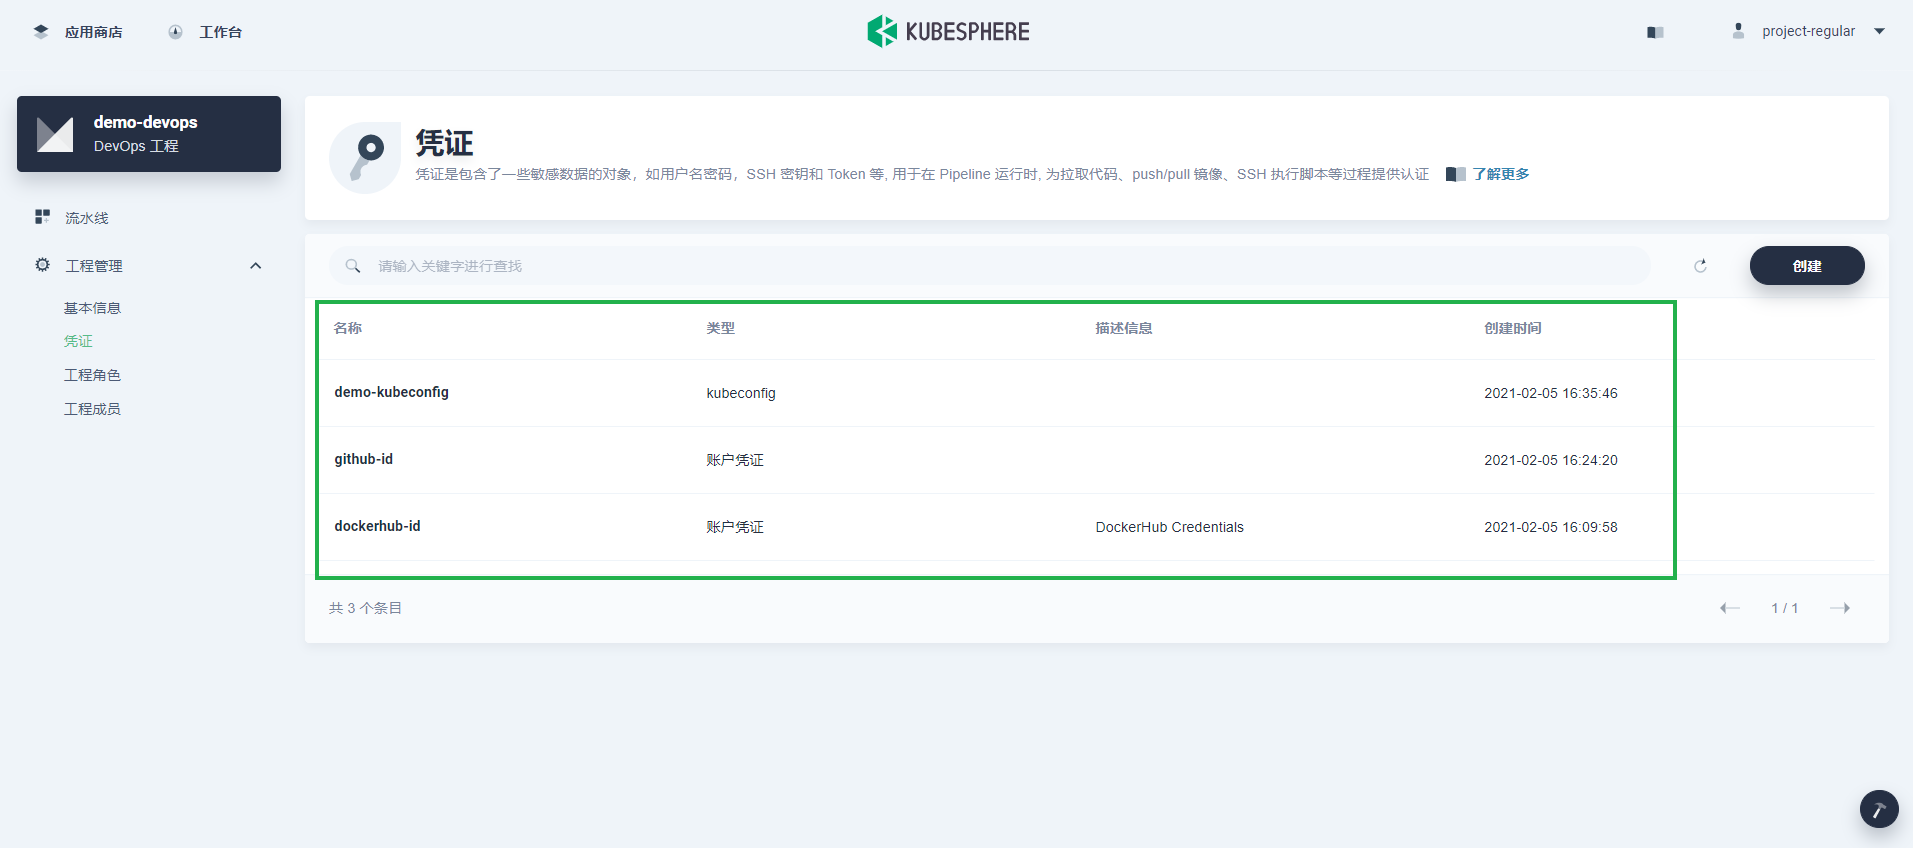 应用商店 工作台 KUBESPHERE project-regular
demo-devops
DevOps 工程
流水线
工程管理
基本信息
凭证
工程角色
工程成员
凭证
凭证是包含了一些敏感数据的对象，如用户名密码，SSH 密钥和 Token 等, 用于在 Pipeline 运行时, 为拉取代码、push/pull 镜像、SSH 执行脚本等过程提供认证 了解更多
请输入关键字进行查找 创建
名称 类型 描述信息 创建时间
demo-kubeconfig kubeconfig 2021-02-05 16:35:46
github-id 账户凭证 2021-02-05 16:24:20
dockerhub-id 账户凭证 DockerHub Credentials 2021-02-05 16:09:58
共 3 个条目 1 / 1